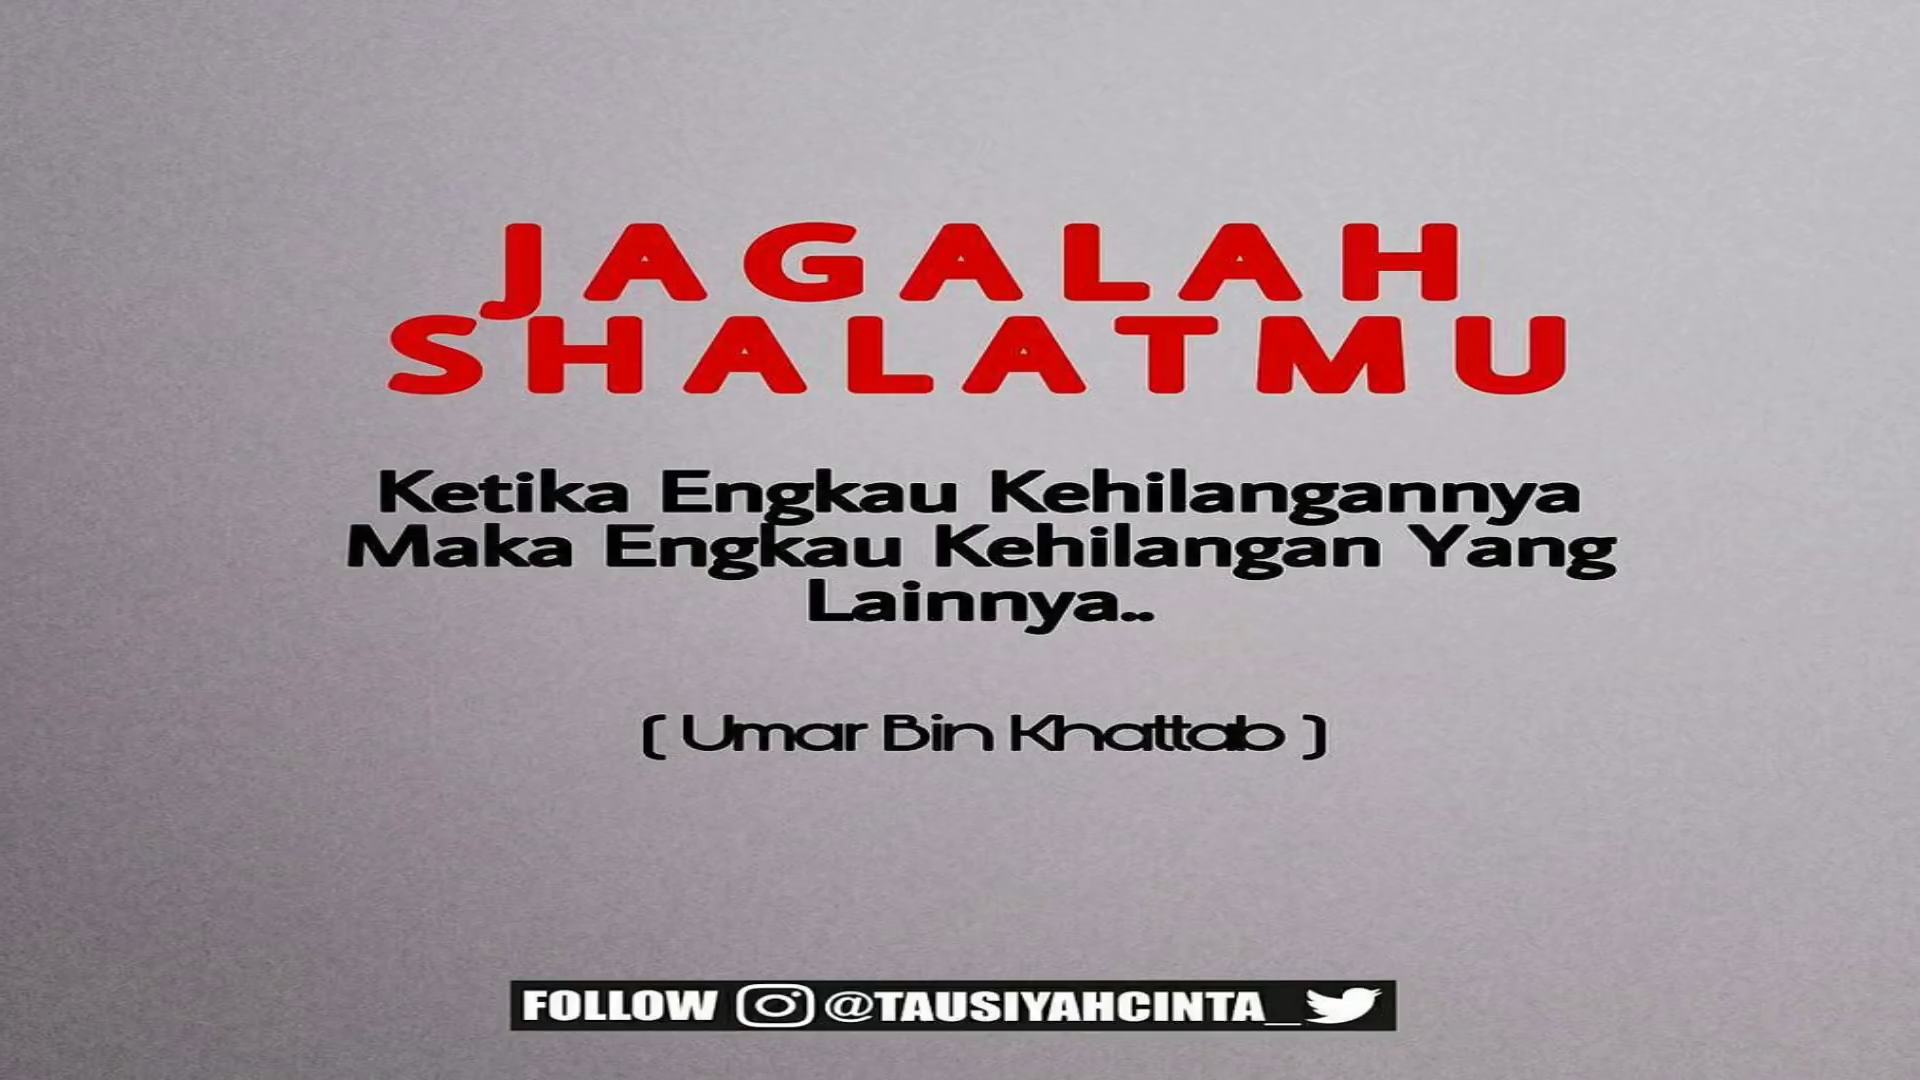 JAGALAH
SHALATMU
Ketika Engkau Kehilangannya
Maka Engkau Kehilangan Yang
Lainnya..
( Umar Bin Khattab )
FOLLOW @TAUSIYAHCINTA_